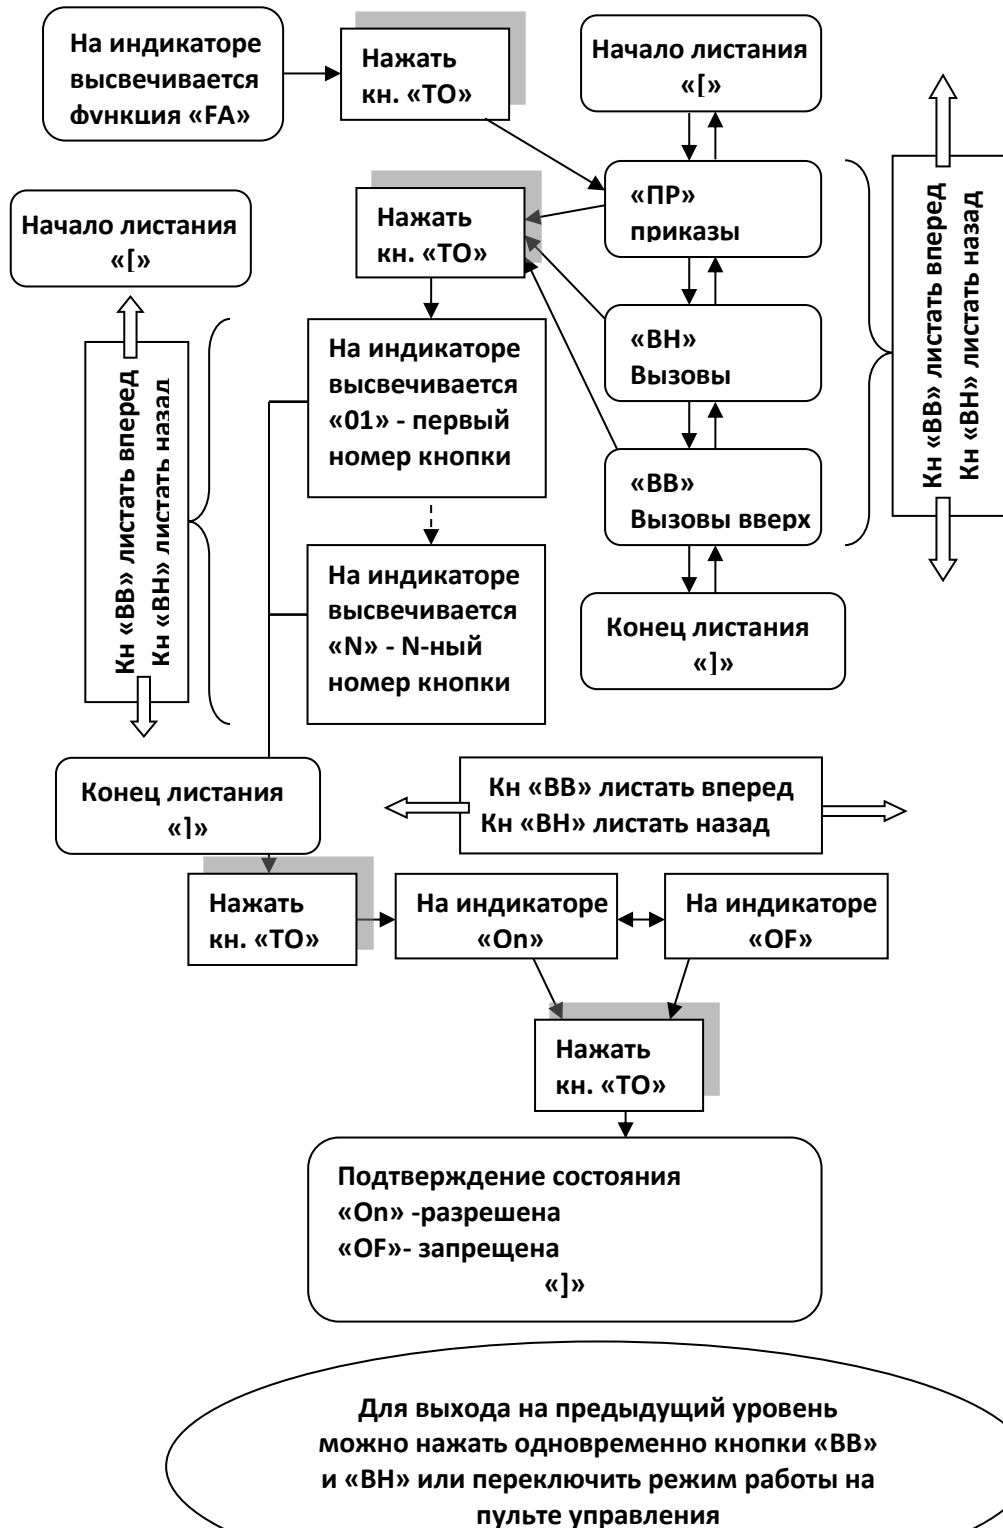 На индикаторе
высвечивается
функция «FA»
Нажать
кн. «ТО»
Начало листания
«[»
«ПР»
приказы
«ВН»
Вызовы
«ВВ»
Вызовы вверх
Конец листания
«]»
Кн «ВВ» листать вперед
Кн «ВН» листать назад
Нажать
кн. «ТО»
Начало листания
«[»
Кн «ВВ» листать вперед
Кн «ВН» листать назад
На индикаторе
высвечивается
«01» - первый
номер кнопки
На индикаторе
высвечивается
«N» - N-ный
номер кнопки
Конец листания
«]»
Кн «ВВ» листать вперед
Кн «ВН» листать назад
Нажать
кн. «ТО»
На индикаторе
«On»
На индикаторе
«OF»
Нажать
кн. «ТО»
Подтверждение состояния
«On» -разрешена
«OF»- запрещена
«]»
Для выхода на предыдущий уровень
можно нажать одновременно кнопки «ВВ»
и «ВН» или переключить режим работы на
пульте управления